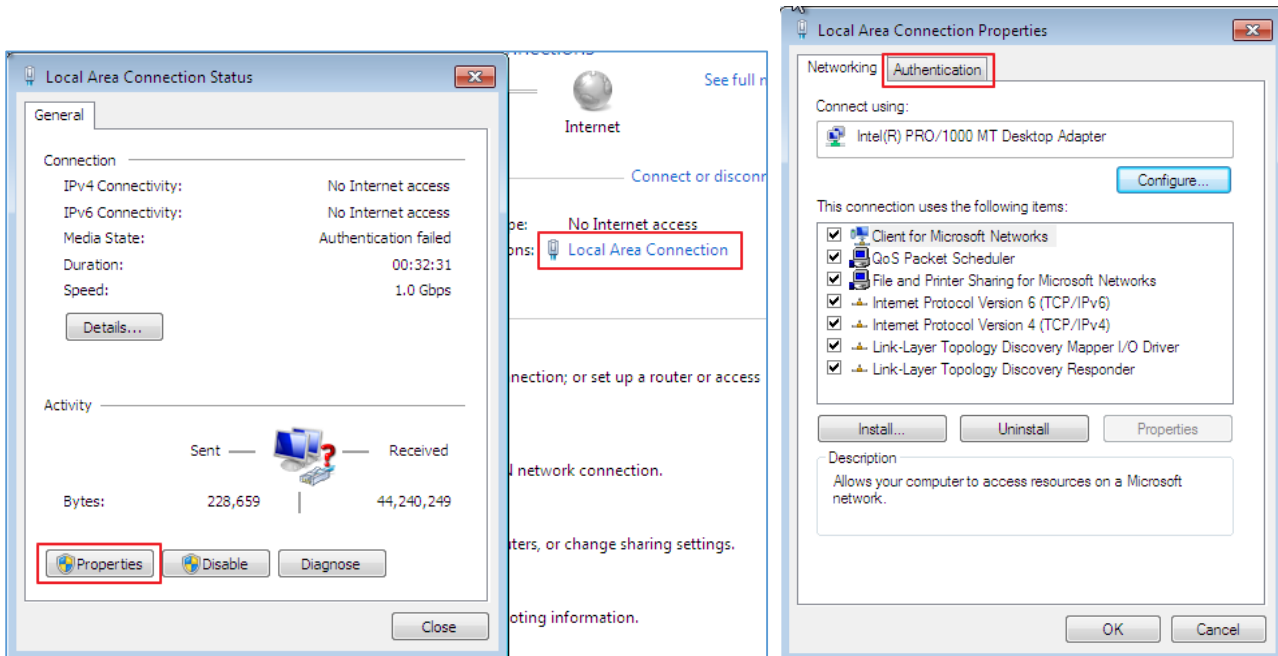 Local Area Connection Status
General
Connection
IPv4 Connectivity: No Internet access
IPv6 Connectivity: No Internet access
Media State: Authentication failed
Duration: 00:32:31
Speed: 1.0 Gbps
Details...
Activity
Sent Received
Bytes: 228,659 44,240,249
Properties Disable Diagnose
Close
See full
Internet
Connect or
No Internet access
Local Area Connection
or set up a router or access
network connection.
or change sharing settings.
information.
Local Area Connection Properties
Networking Authentication
Connect using:
Intel(R) PRO/1000 MT Desktop Adapter
Configure...
This connection uses the following items:
Client for Microsoft Networks
QoS Packet Scheduler
File and Printer Sharing for Microsoft Networks
Internet Protocol Version 6 (TCP/IPv6)
Internet Protocol Version 4 (TCP/IPv4)
Link-Layer Topology Discovery Mapper I/O Driver
Link-Layer Topology Discovery Responder
Install... Uninstall Properties
Description
Allows your computer to access resources on a Microsoft
network.
OK Cancel